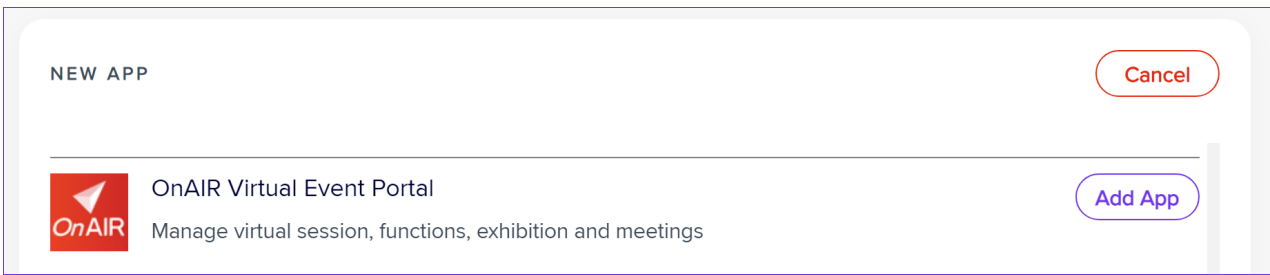 NEW APP
Cancel
OnAIR Virtual Event Portal
Add App
OnAIR
Manage virtual session, functions, exhibition and meetings